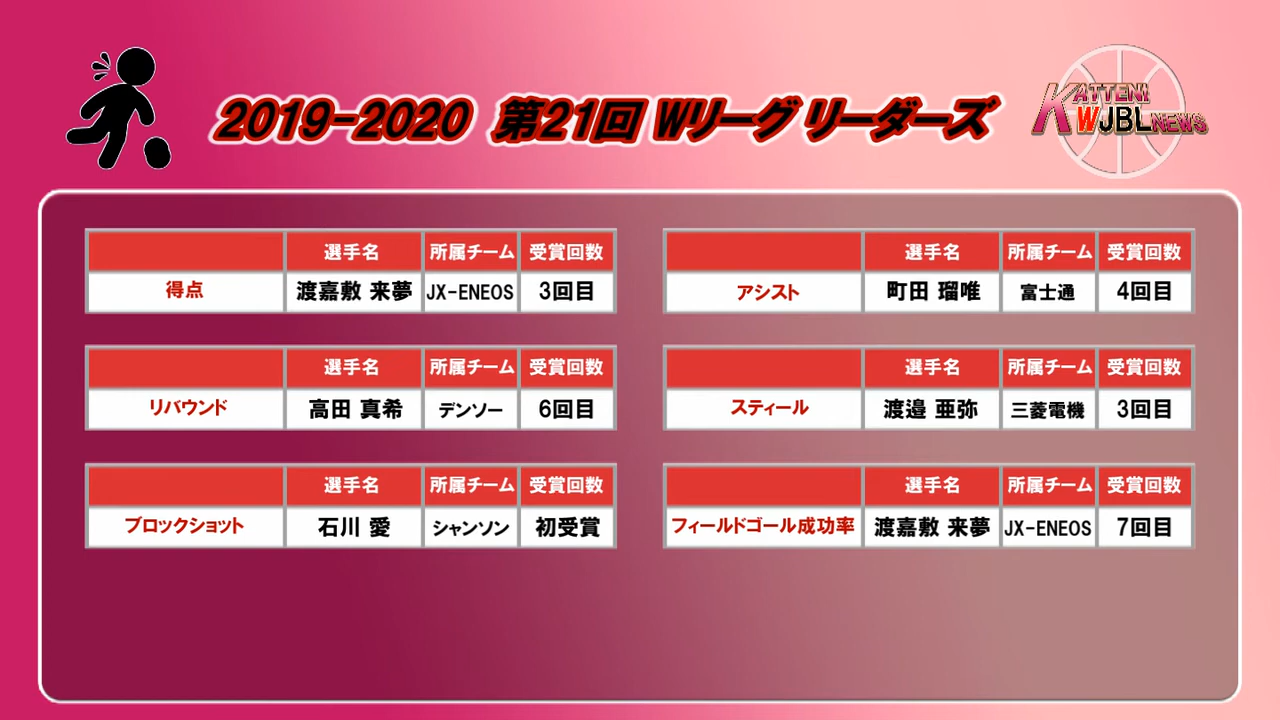 2019-2020 第21回 Wリーグ リーダーズ
KATTENI
WJBL NEWS
選手名 所属チーム 受賞回数
得点 渡嘉敷 来夢 JX-ENEOS 3回目
選手名 所属チーム 受賞回数
アシスト 町田 瑠唯 富士通 4回目
選手名 所属チーム 受賞回数
リバウンド 高田 真希 デンソー 6回目
選手名 所属チーム 受賞回数
スティール 渡邉 亜弥 三菱電機 3回目
選手名 所属チーム 受賞回数
ブロックショット 石川 愛 シャンソン 初受賞
選手名 所属チーム 受賞回数
フィールドゴール成功率 渡嘉敷 来夢 JX-ENEOS 7回目